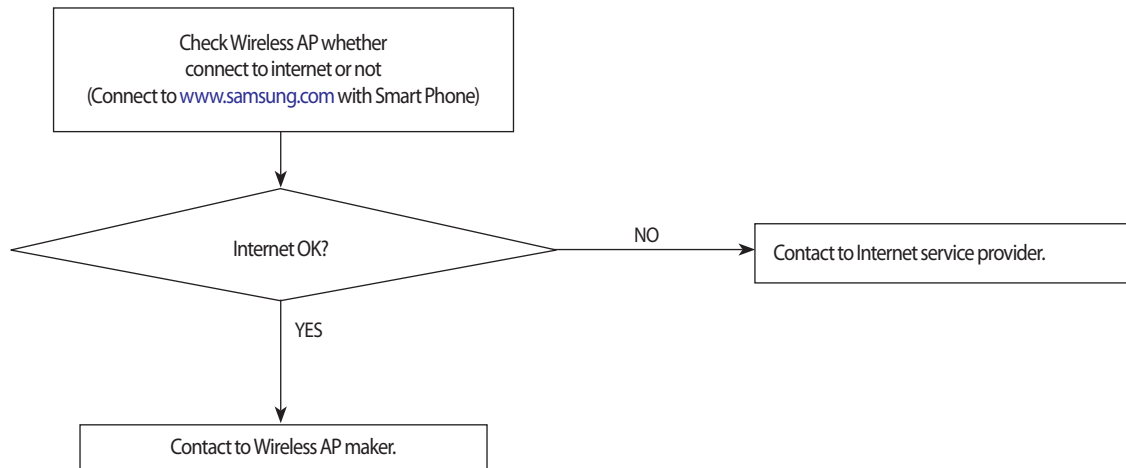 Check Wireless AP whether
connect to internet or not
(Connect to www.samsung.com with Smart Phone)
Internet OK?
NO
Contact to Internet service provider.
YES
Contact to Wireless AP maker.